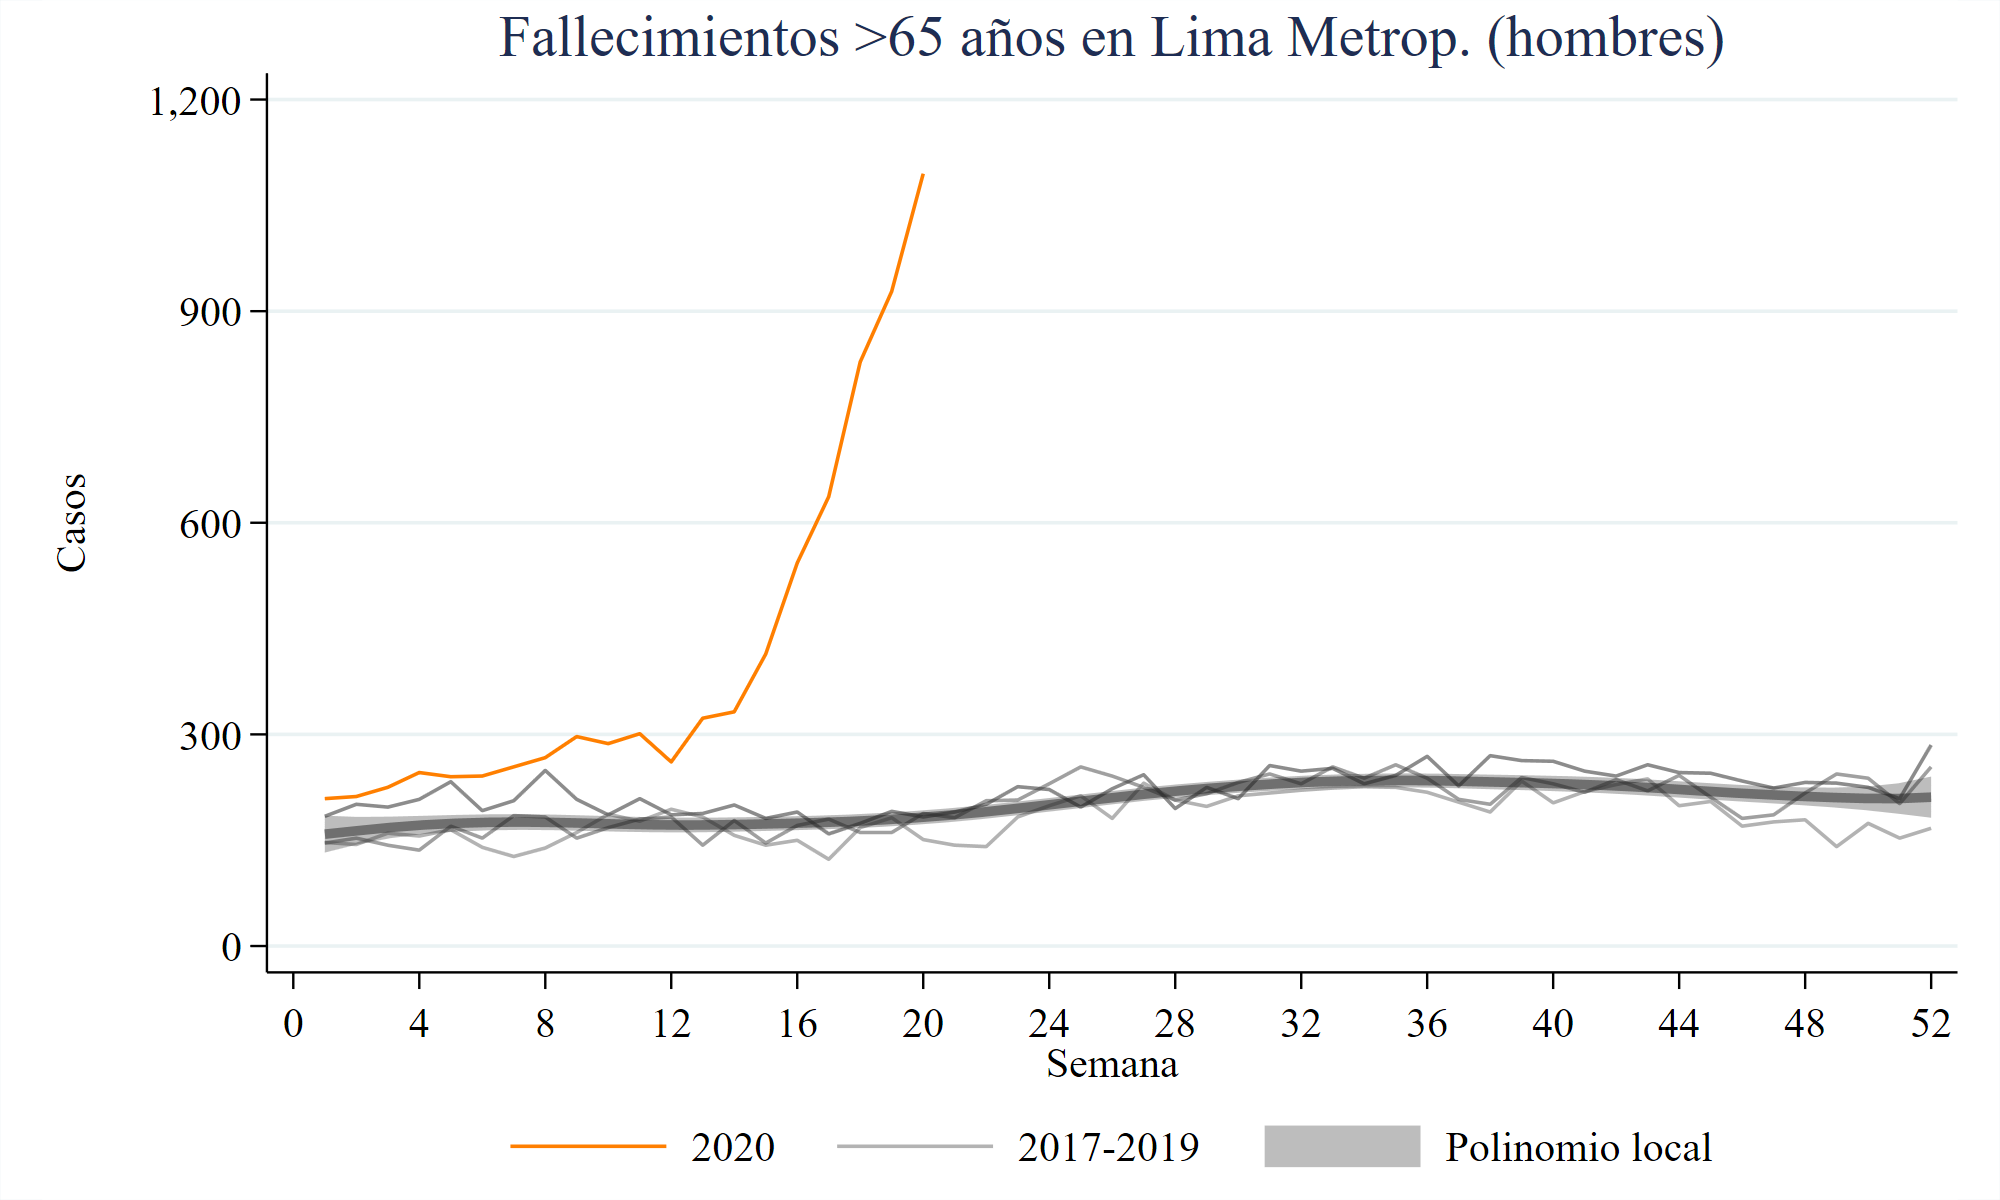 Fallecimientos >65 años en Lima Metrop. (hombres)
1,200
900
600
300
0
Casos
0 4 8 12 16 20 24 28 32 36 40 44 48 52
Semana
2020 2017-2019 Polinomio local